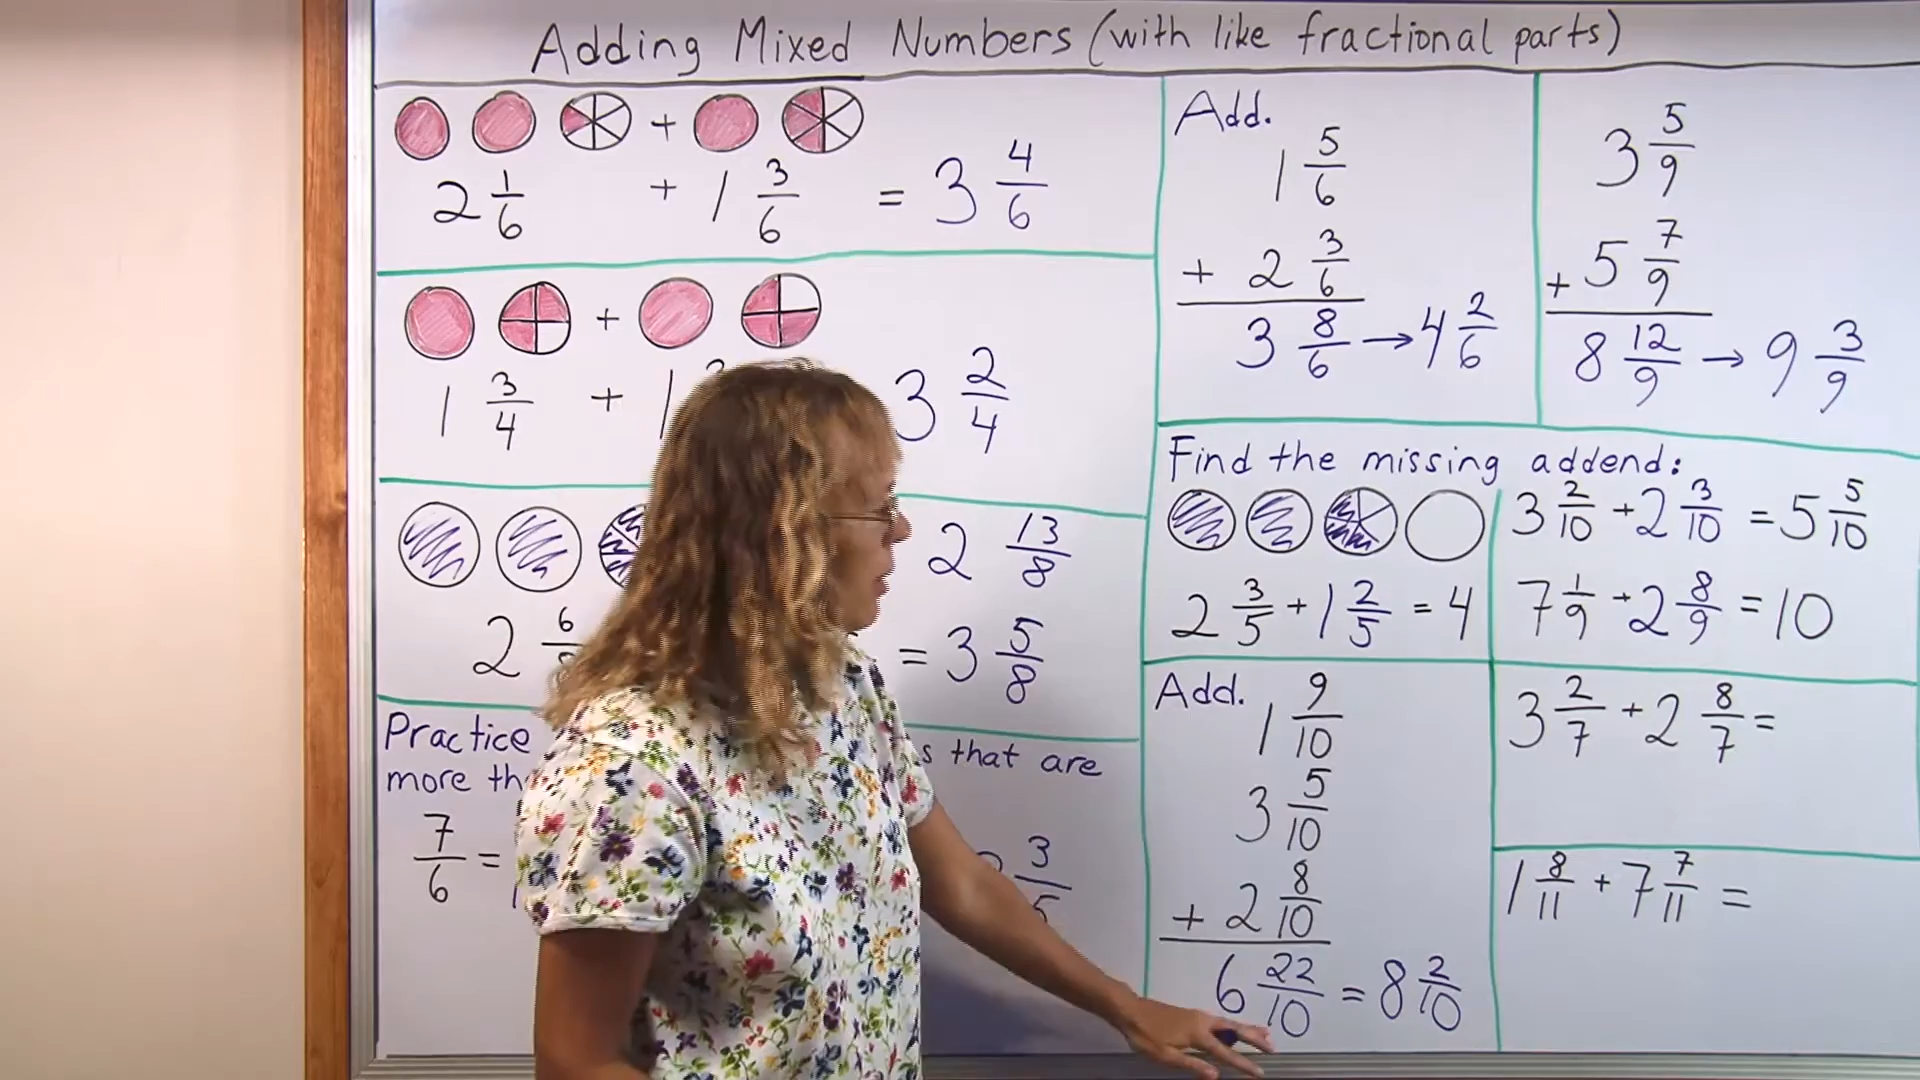 Adding Mixed Numbers (with like fractional parts)
+
2 1/6 + 1 3/6 = 3 4/6
+
1 3/4 + 1 3 2/4
2 13/8
2 6 = 3 5/8
Practice s that are
more th
7/6 = 3/5
Add.
1 5/6
+ 2 3/6
3 8/6 → 4 2/6
3 5/9
+ 5 7/9
8 12/9 → 9 3/9
Find the missing addend:
2 3/5 + 1 2/5 = 4
3 2/10 + 2 3/10 = 5 5/10
7 1/9 + 2 8/9 = 10
Add.
1 9/10
3 5/10
+ 2 8/10
6 22/10 = 8 2/10
3 2/7 + 2 8/7 =
1 8/11 + 7 7/11 =